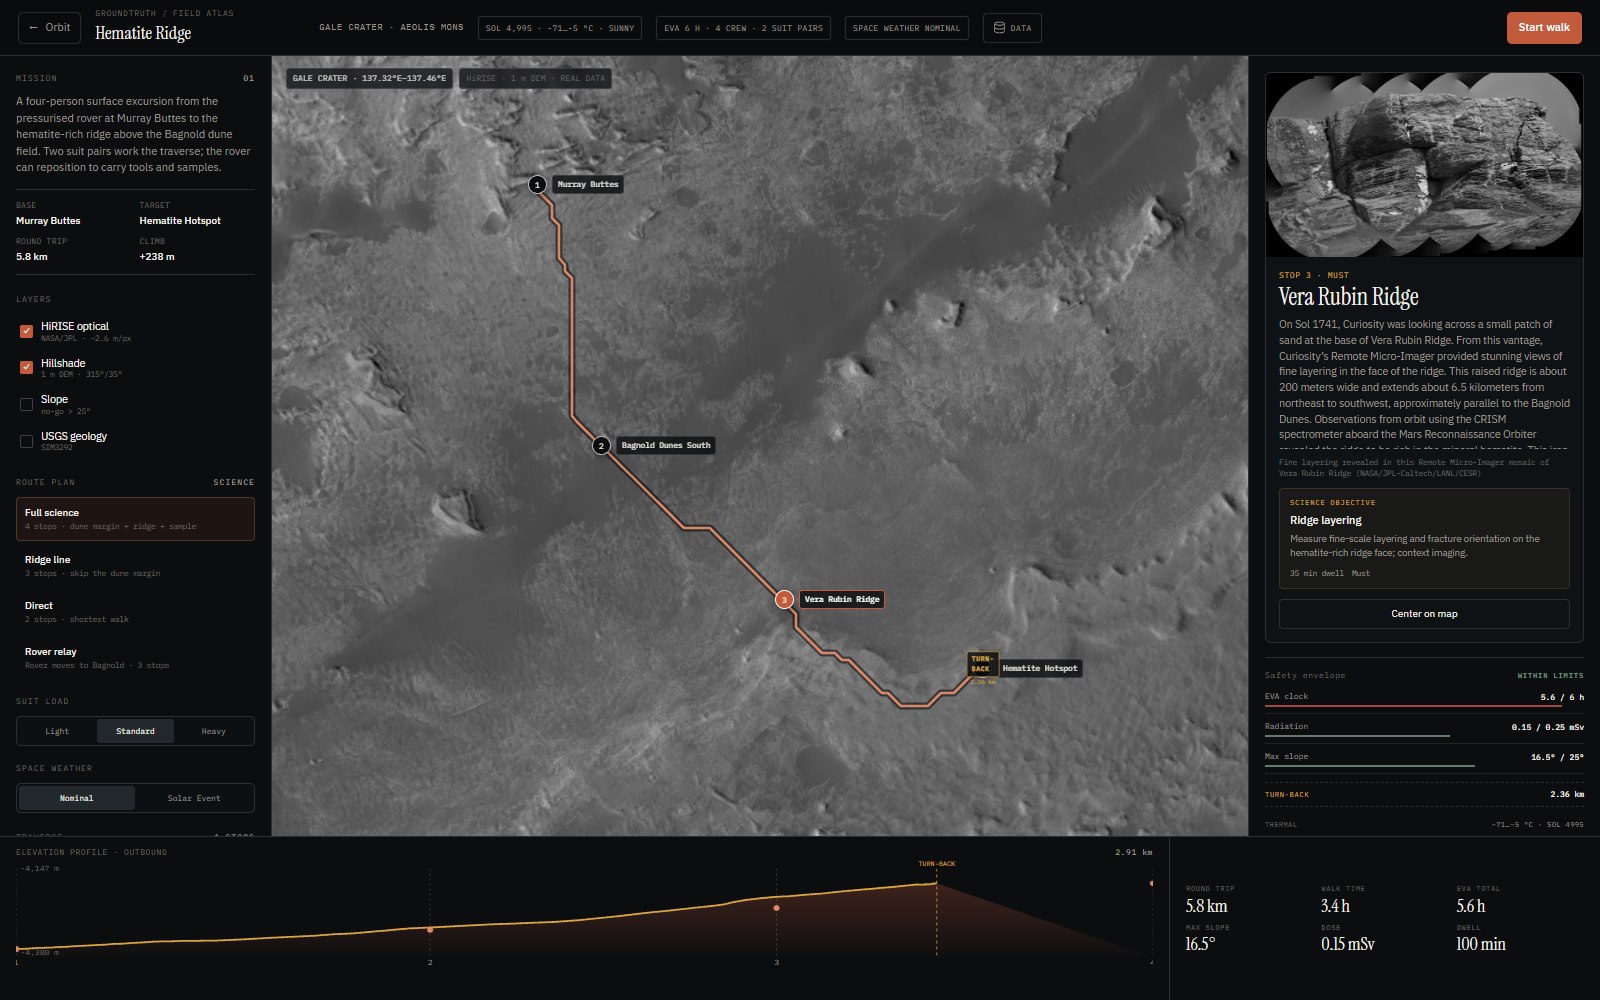 ← Orbit
GROUNDTRUTH / FIELD ATLAS
Hematite Ridge
GALE CRATER · AEOLIS MONS
SOL 4,995 · -71…-5 °C · SUNNY
EVA 6 H · 4 CREW · 2 SUIT PAIRS
SPACE WEATHER NOMINAL
DATA
Start walk
MISSION 01
A four-person surface excursion from the
pressurised rover at Murray Buttes to the
hematite-rich ridge above the Bagnold dune
field. Two suit pairs work the traverse; the rover
can reposition to carry tools and samples.
BASE TARGET
Murray Buttes Hematite Hotspot
ROUND TRIP CLIMB
5.8 km +238 m
LAYERS
HiRISE optical
NASA/JPL · ~2.6 m/px
Hillshade
1 m DEM · 315°/35°
Slope
no-go > 25°
USGS geology
SIM3292
ROUTE PLAN SCIENCE
Full science
4 stops · dune margin + ridge + sample
Ridge line
3 stops · skip the dune margin
Direct
2 stops · shortest walk
Rover relay
Rover moves to Bagnold · 3 stops
SUIT LOAD
Light Standard Heavy
SPACE WEATHER
Nominal Solar Event
GALE CRATER · 137.32°E–137.46°E
HiRISE · 1 m DEM · REAL DATA
1 Murray Buttes
2 Bagnold Dunes South
3 Vera Rubin Ridge
TURN-
BACK
2.36 km
Hematite Hotspot
STOP 3 · MUST
Vera Rubin Ridge
On Sol 1741, Curiosity was looking across a small patch of
sand at the base of Vera Rubin Ridge. From this vantage,
Curiosity's Remote Micro-Imager provided stunning views of
fine layering in the face of the ridge. This raised ridge is about
200 meters wide and extends about 6.5 kilometers from
northeast to southwest, approximately parallel to the Bagnold
Dunes. Observations from orbit using the CRISM
spectrometer aboard the Mars Reconnaissance Orbiter
revealed the ridge to be rich in the mineral hematite. This iron
Fine layering revealed in this Remote Micro-Imager mosaic of
Vera Rubin Ridge (NASA/JPL-Caltech/LANL/CESR)
SCIENCE OBJECTIVE
Ridge layering
Measure fine-scale layering and fracture orientation on the
hematite-rich ridge face; context imaging.
35 min dwell Must
Center on map
Safety envelope WITHIN LIMITS
EVA clock 5.6 / 6 h
Radiation 0.15 / 0.25 mSv
Max slope 16.5° / 25°
TURN-BACK 2.36 km
THERMAL -71…-5 °C · SOL 4995
ELEVATION PROFILE · OUTBOUND 2.91 km
-4,147 m
TURN-BACK
-4,380 m
1 2 3 4
ROUND TRIP WALK TIME EVA TOTAL
5.8 km 3.4 h 5.6 h
MAX SLOPE DOSE DWELL
16.5° 0.15 mSv 100 min